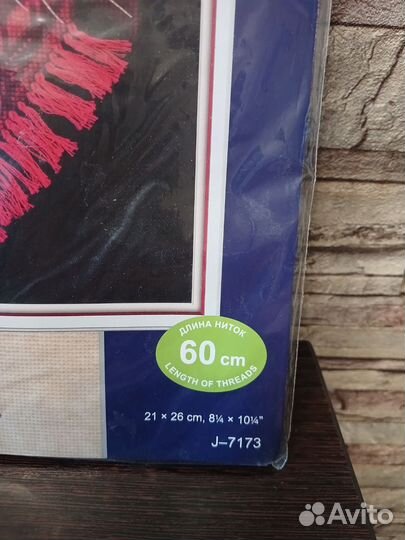 ДЛИНА НИТОК
60 cm
LENGTH OF THREADS
21 × 26 cm, 8¼ × 10¼"
J–7173
Avito